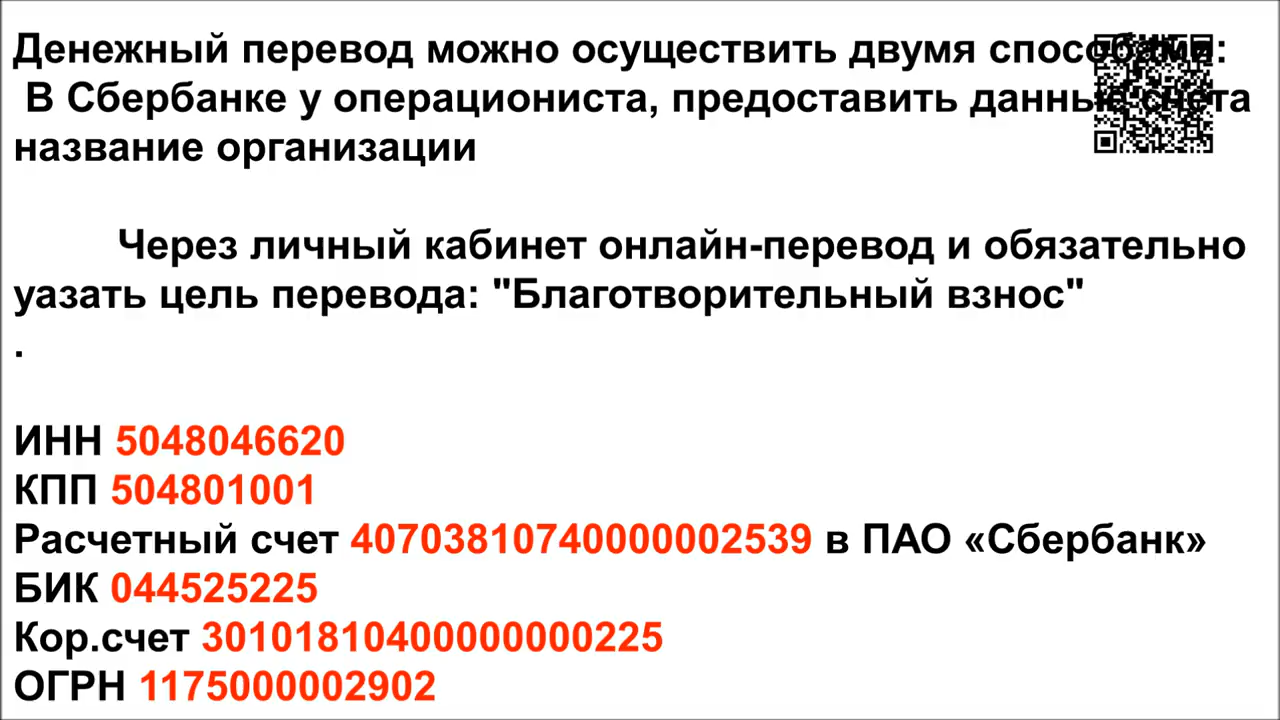 Денежный перевод можно осуществить двумя способами:
В Сбербанке у операциониста, предоставить данные счета
название организации
Через личный кабинет онлайн-перевод и обязательно
уазать цель перевода: "Благотворительный взнос"
.
ИНН 5048046620
КПП 504801001
Расчетный счет 40703810740000002539 в ПАО «Сбербанк»
БИК 044525225
Кор.счет 30101810400000000225
ОГРН 1175000002902